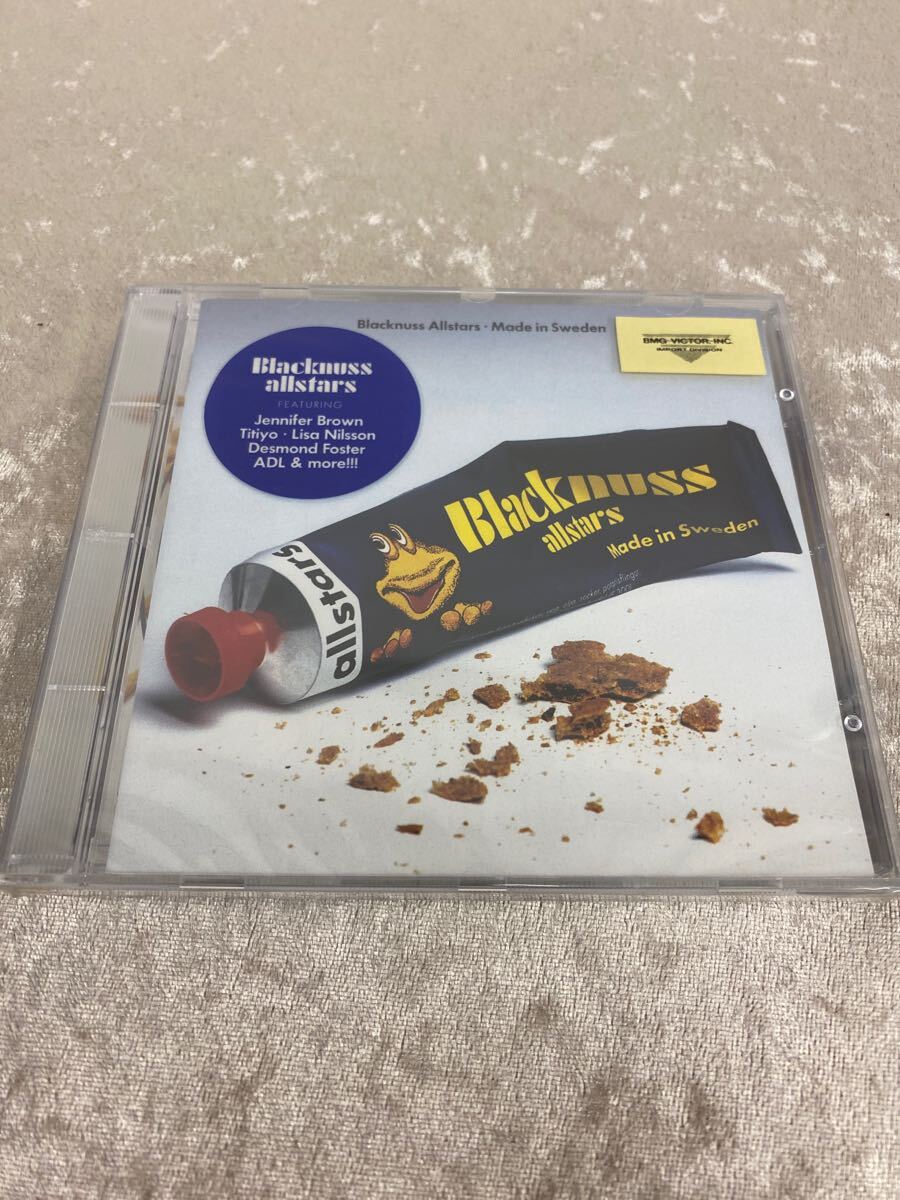 Blacknuss Allstars · Made in Sweden
BMG VICTOR, INC.
IMPORT DIVISION
Blacknuss
allstars
FEATURING
Jennifer Brown
Titiyo · Lisa Nilsson
Desmond Foster
ADL & more!!!
Blacknuss
allstars
Made in Sweden
allstars